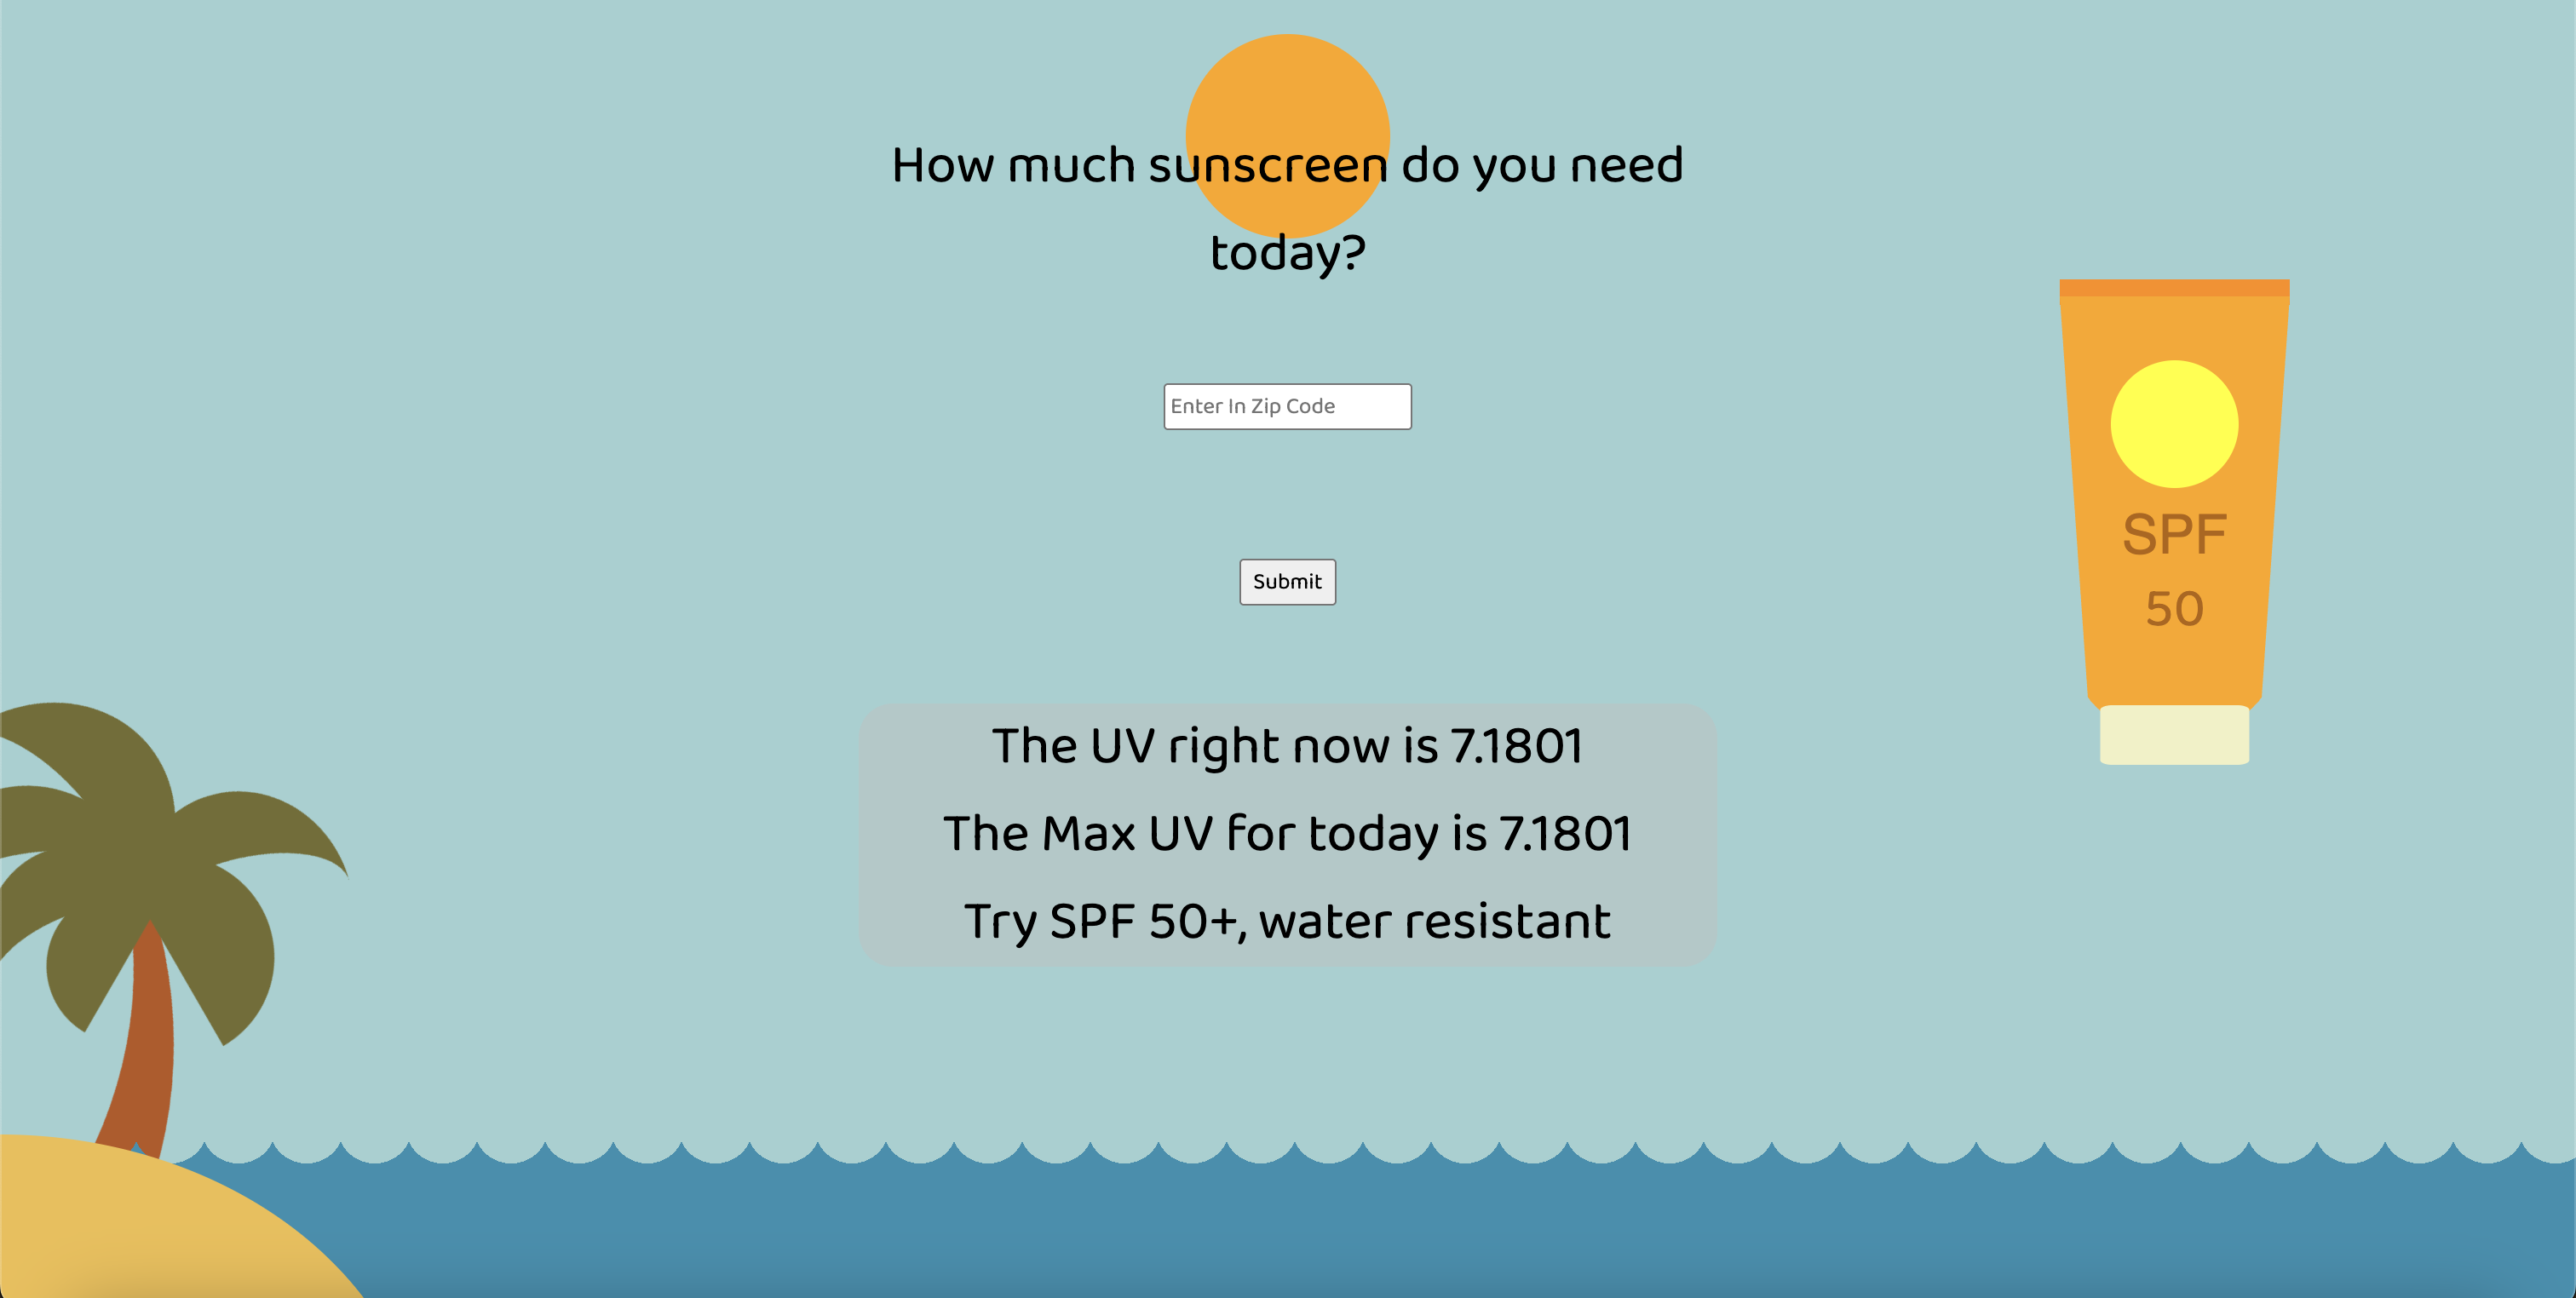 How much sunscreen do you need
today?
Enter In Zip Code
Submit
SPF
50
The UV right now is 7.1801
The Max UV for today is 7.1801
Try SPF 50+, water resistant